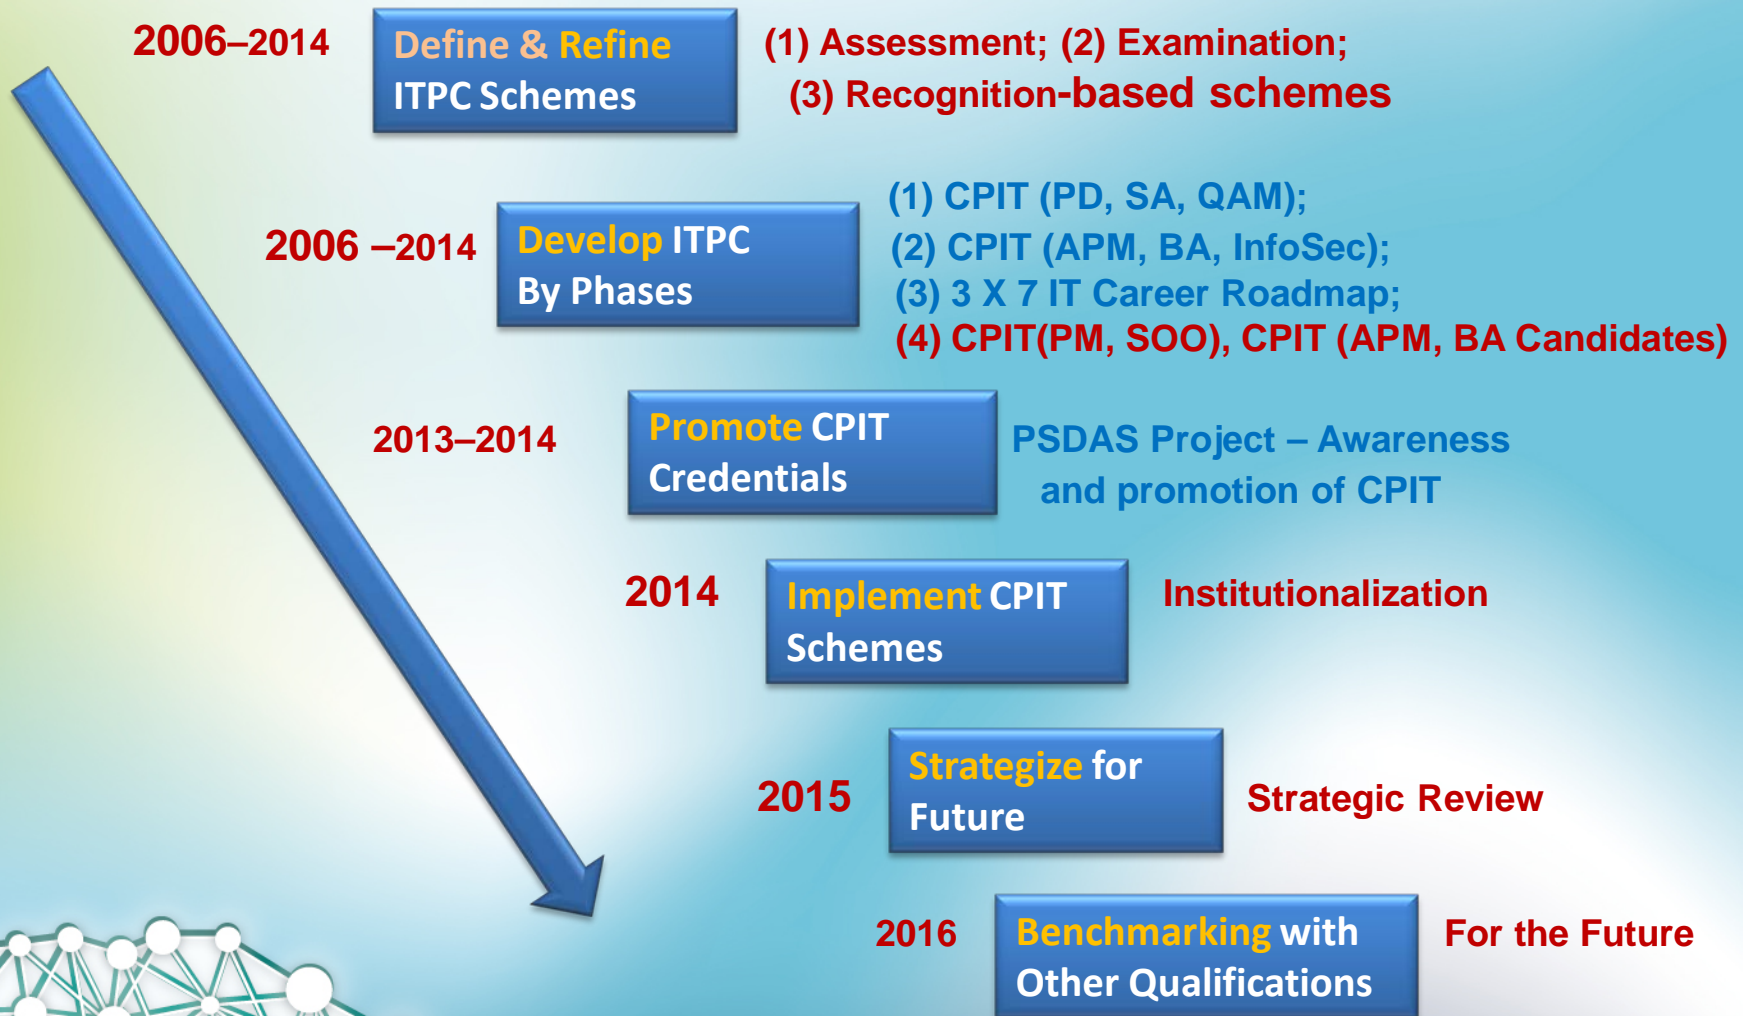 2006–2014
Define & Refine
ITPC Schemes
(1) Assessment; (2) Examination;
(3) Recognition-based schemes
2006 –2014
Develop ITPC
By Phases
(1) CPIT (PD, SA, QAM);
(2) CPIT (APM, BA, InfoSec);
(3) 3 X 7 IT Career Roadmap;
(4) CPIT(PM, SOO), CPIT (APM, BA Candidates)
2013–2014
Promote CPIT
Credentials
PSDAS Project – Awareness
and promotion of CPIT
2014
Implement CPIT
Schemes
Institutionalization
2015
Strategize for
Future
Strategic Review
2016
Benchmarking with
Other Qualifications
For the Future